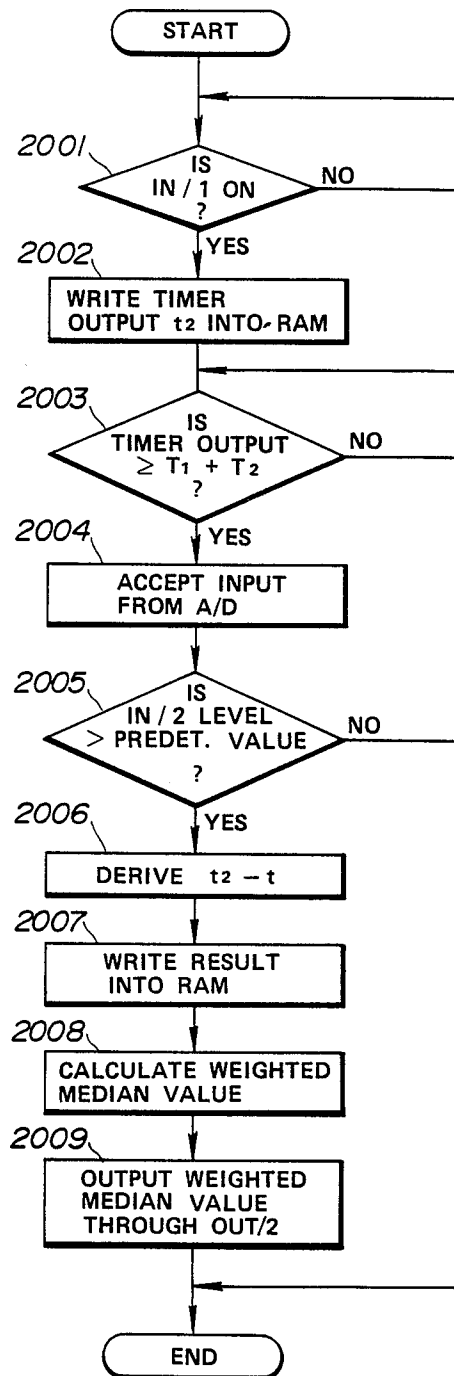 START
2001
IS
IN/1 ON
?
NO
YES
2002
WRITE TIMER
OUTPUT t2 INTO RAM
2003
IS
TIMER OUTPUT
≥ T1 + T2
?
NO
YES
2004
ACCEPT INPUT
FROM A/D
2005
IS
IN/2 LEVEL
> PREDET. VALUE
?
NO
YES
2006
DERIVE t2 – t
2007
WRITE RESULT
INTO RAM
2008
CALCULATE WEIGHTED
MEDIAN VALUE
2009
OUTPUT WEIGHTED
MEDIAN VALUE
THROUGH OUT/2
END